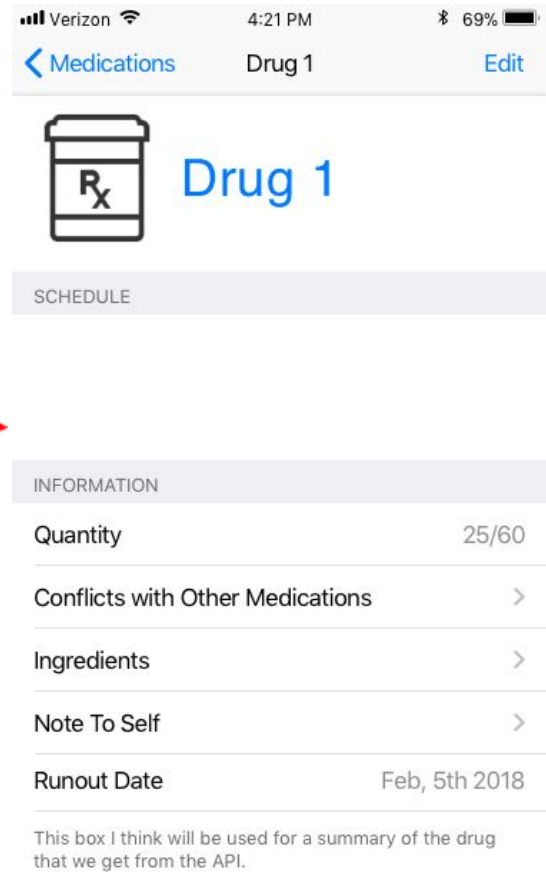 Verizon 4:21 PM 69%
Medications Drug 1 Edit
Rx Drug 1
SCHEDULE
INFORMATION
Quantity 25/60
Conflicts with Other Medications
Ingredients
Note To Self
Runout Date Feb, 5th 2018
This box I think will be used for a summary of the drug
that we get from the API.